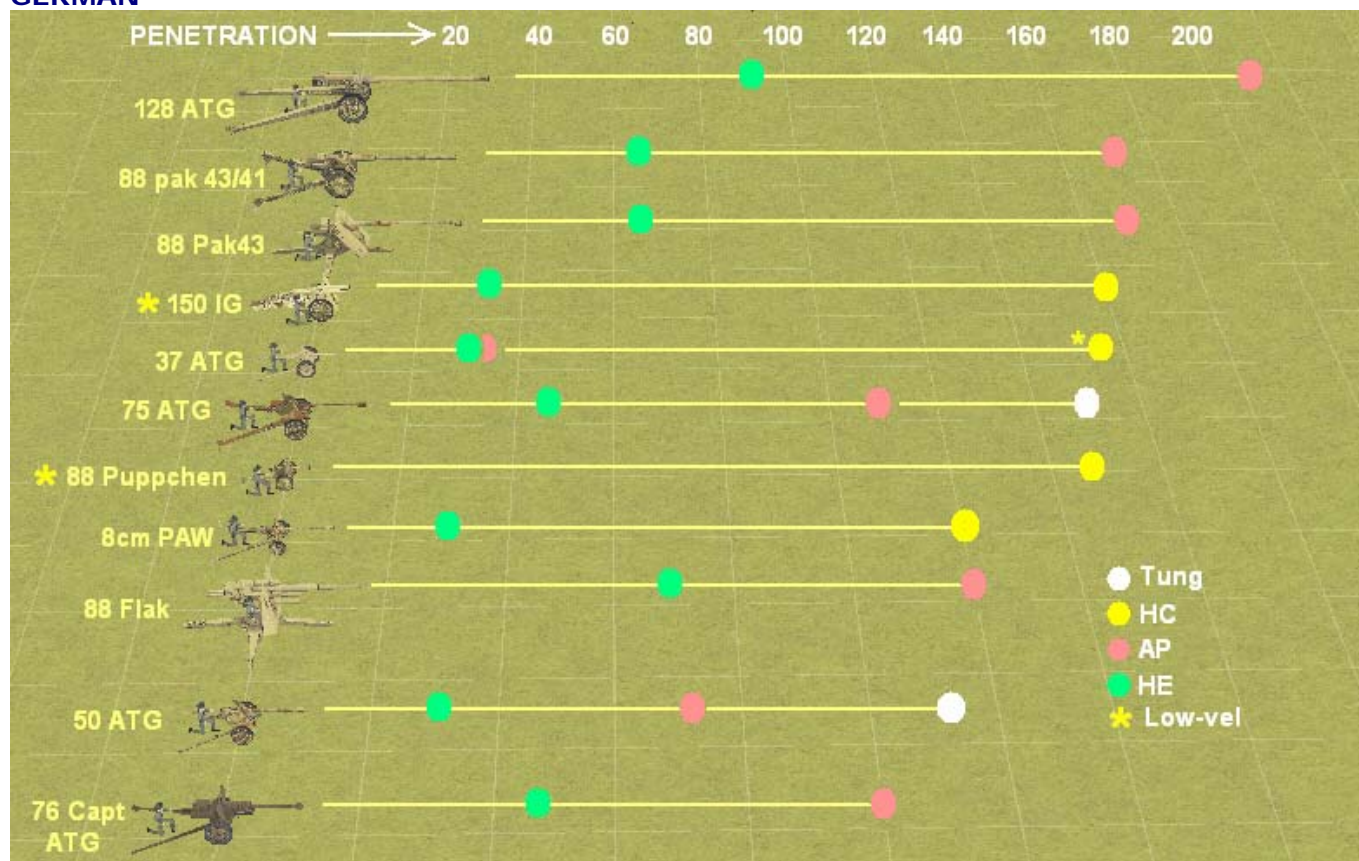 GERMAN
PENETRATION 20 40 60 80 100 120 140 160 180 200
128 ATG
88 pak 43/41
88 Pak43
* 150 IG
37 ATG
*
75 ATG
* 88 Puppchen
8cm PAW
88 Flak
Tung
HC
AP
HE
* Low-vel
50 ATG
76 Capt
ATG